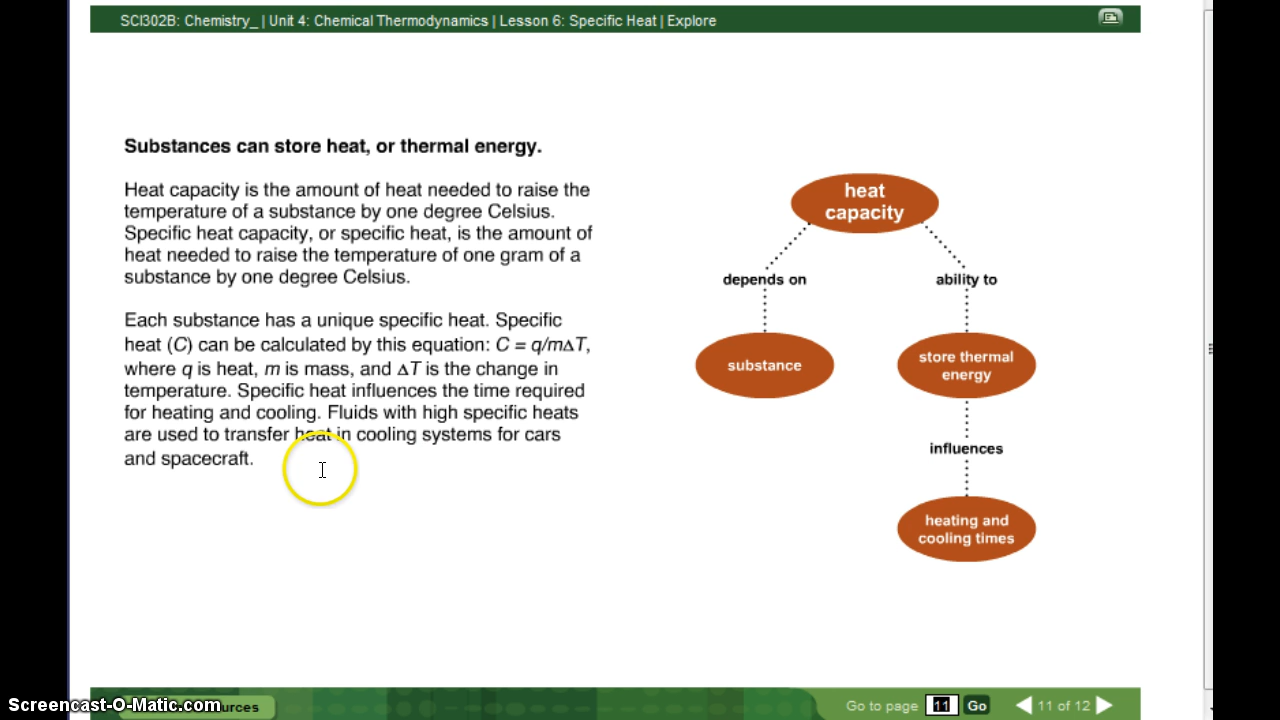 SCI302B: Chemistry_ | Unit 4: Chemical Thermodynamics | Lesson 6: Specific Heat | Explore
Substances can store heat, or thermal energy.
Heat capacity is the amount of heat needed to raise the
temperature of a substance by one degree Celsius.
Specific heat capacity, or specific heat, is the amount of
heat needed to raise the temperature of one gram of a
substance by one degree Celsius.
Each substance has a unique specific heat. Specific
heat (C) can be calculated by this equation: C = q/mΔT,
where q is heat, m is mass, and ΔT is the change in
temperature. Specific heat influences the time required
for heating and cooling. Fluids with high specific heats
are used to transfer heat in cooling systems for cars
and spacecraft.
heat
capacity
depends on
ability to
substance
store thermal
energy
influences
heating and
cooling times
Screencast-O-Matic.com
Go to page 11 Go 11 of 12